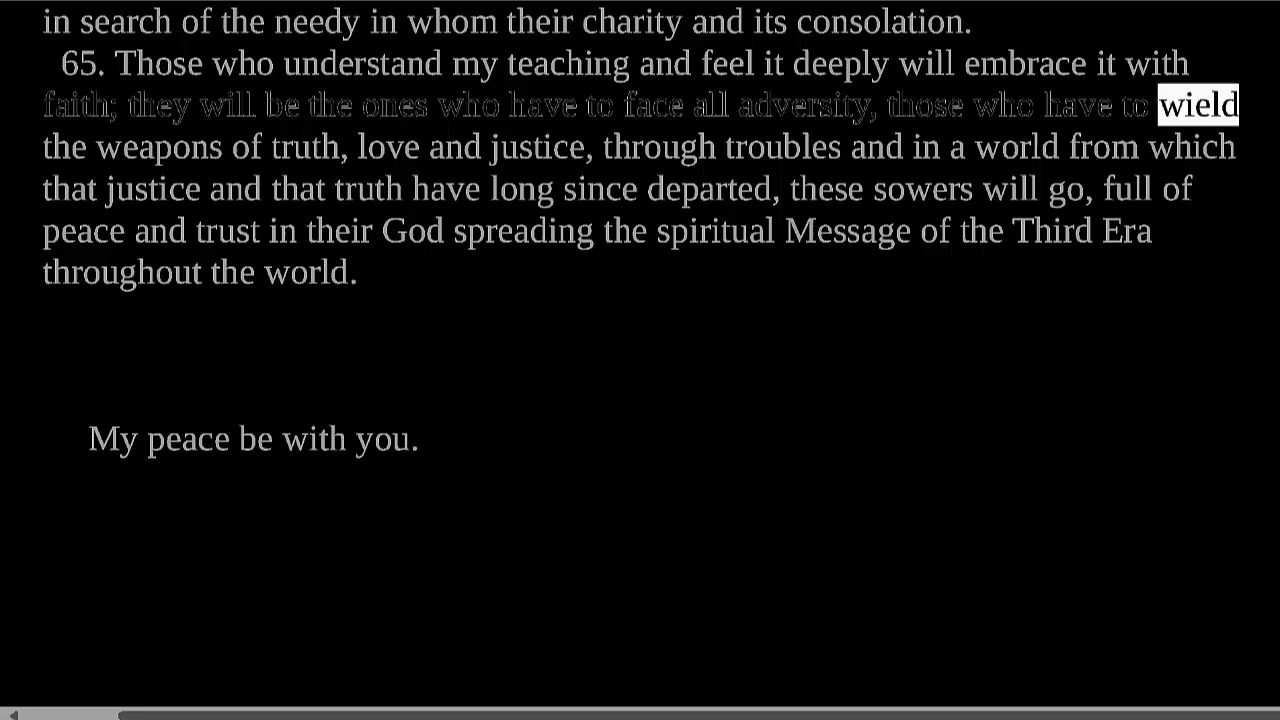 in search of the needy in whom their charity and its consolation.
65. Those who understand my teaching and feel it deeply will embrace it with
faith; they will be the ones who have to face all adversity, those who have to wield
the weapons of truth, love and justice, through troubles and in a world from which
that justice and that truth have long since departed, these sowers will go, full of
peace and trust in their God spreading the spiritual Message of the Third Era
throughout the world.
My peace be with you.